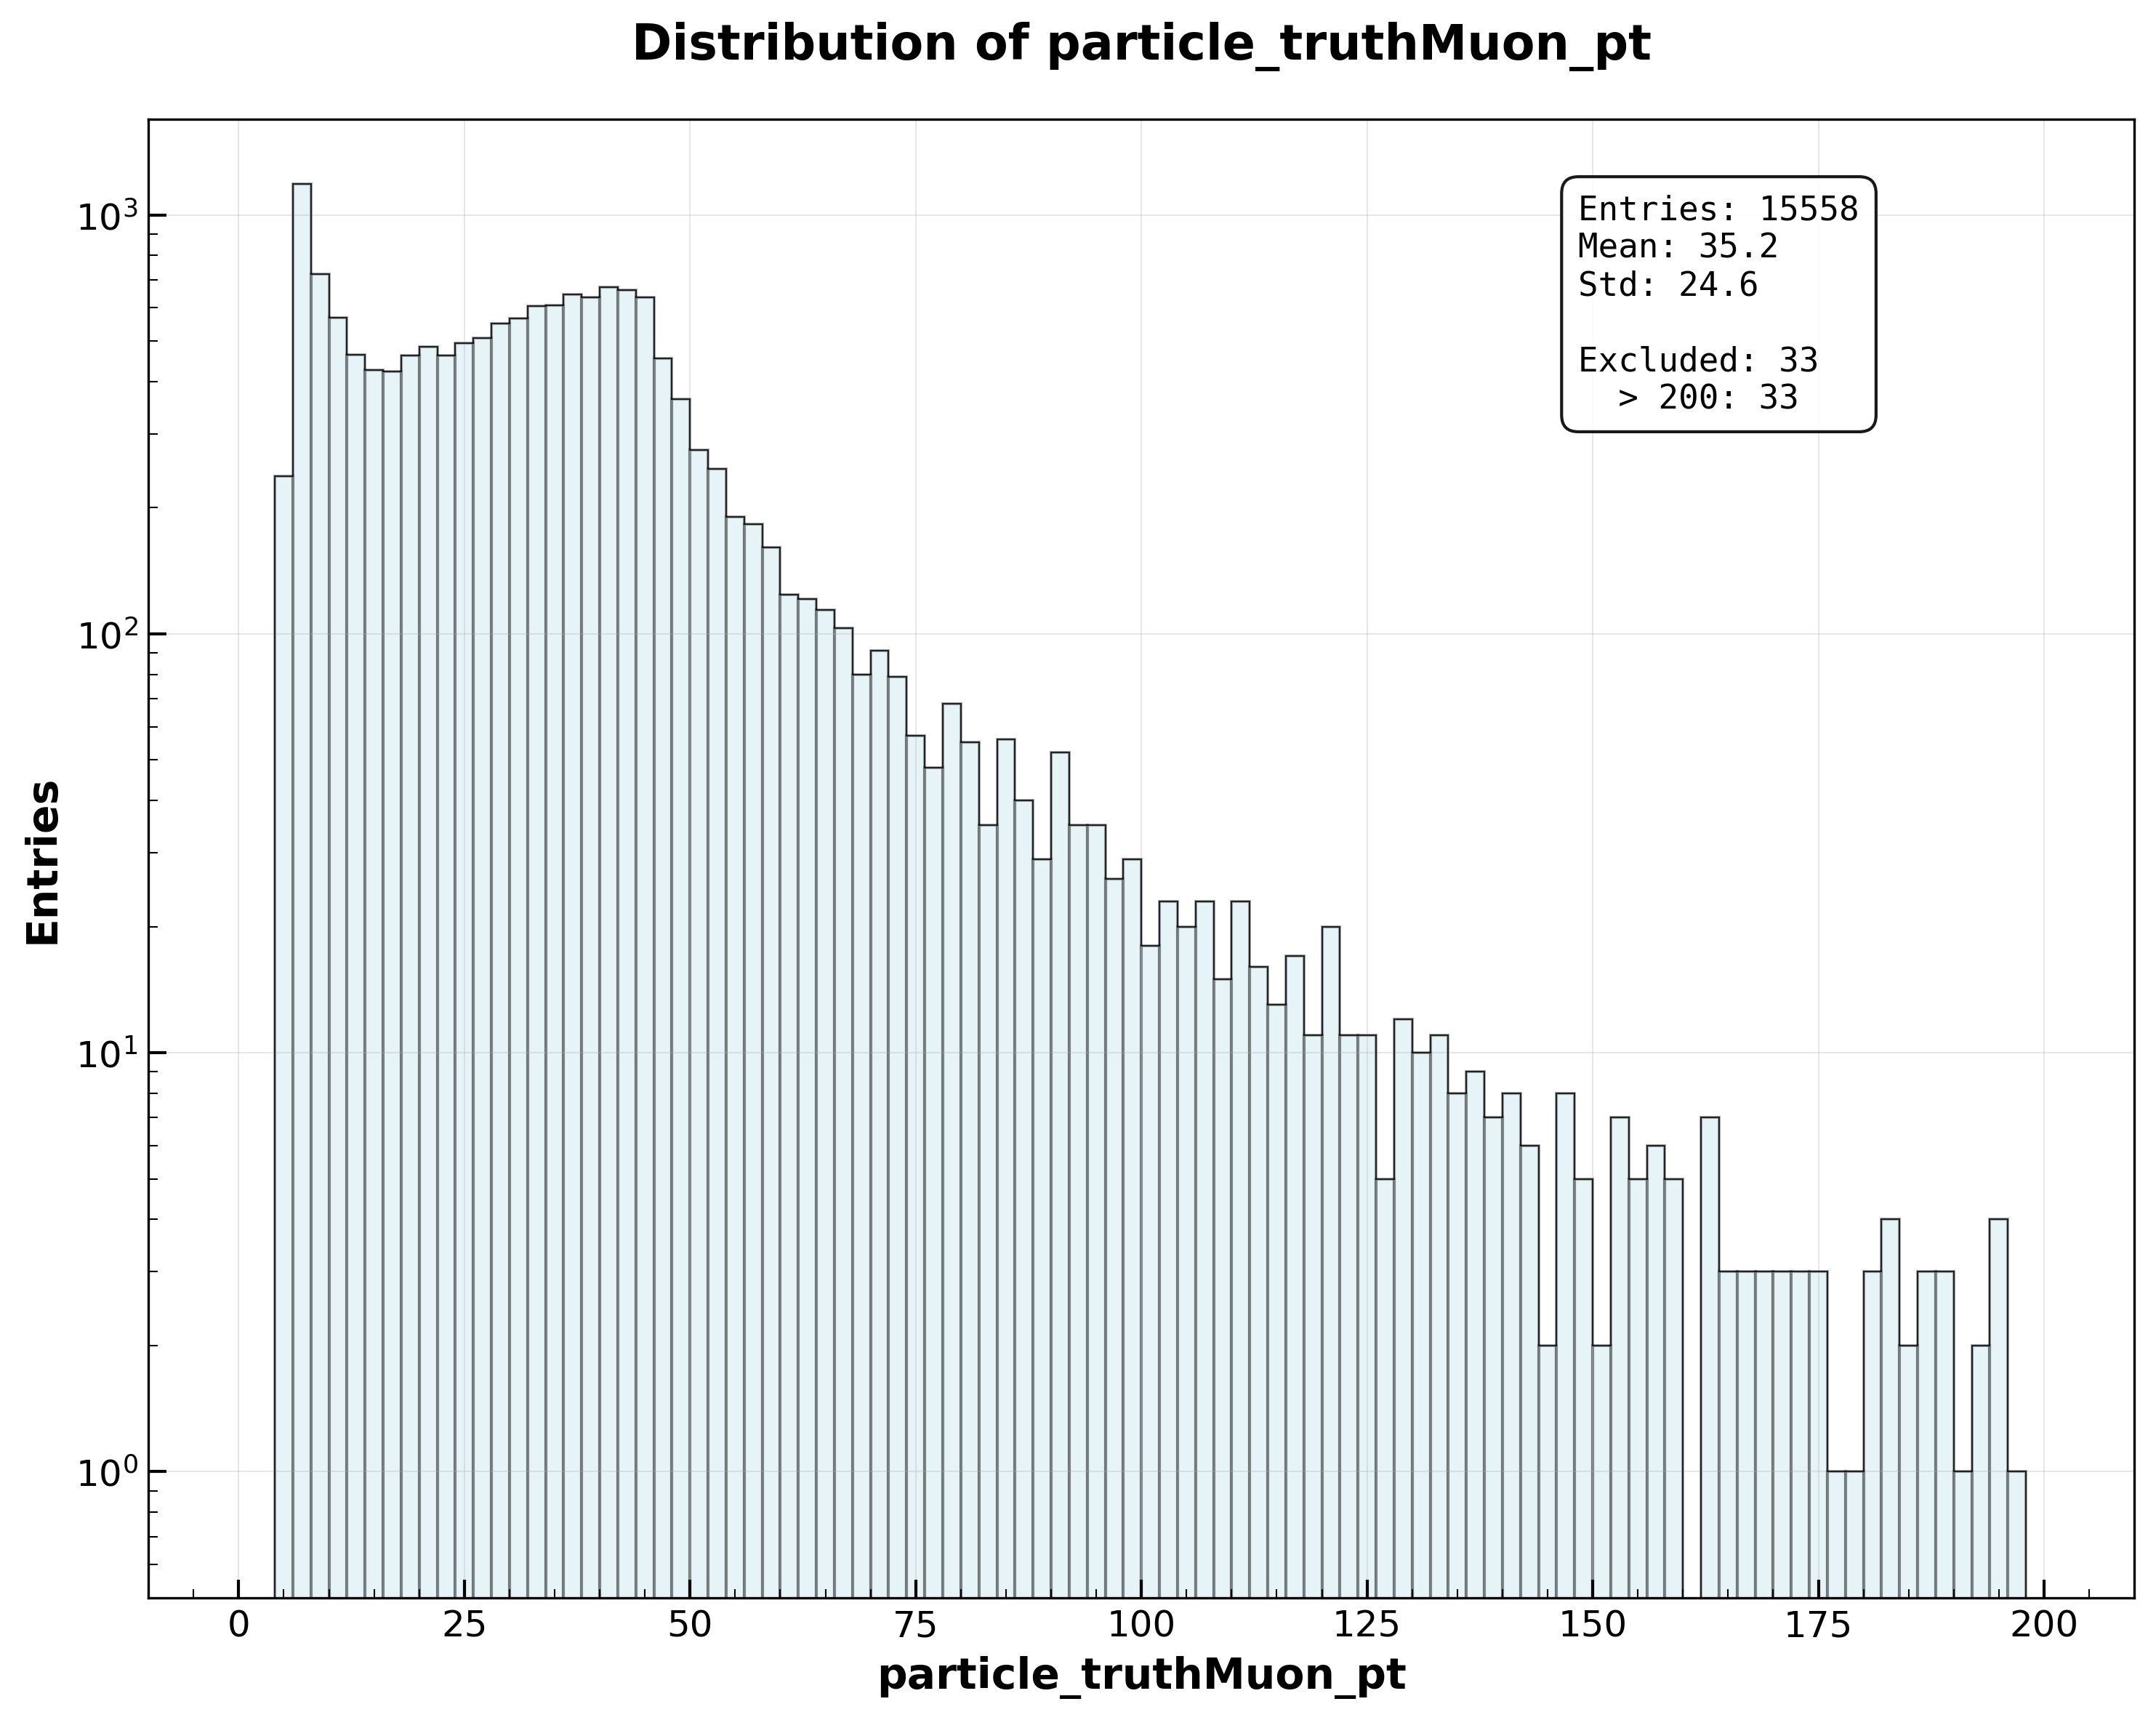 Distribution of particle_truthMuon_pt
Entries: 15558
Mean: 35.2
Std: 24.6
Excluded: 33
> 200: 33
Entries
10³
10²
10¹
10⁰
0 25 50 75 100 125 150 175 200
particle_truthMuon_pt